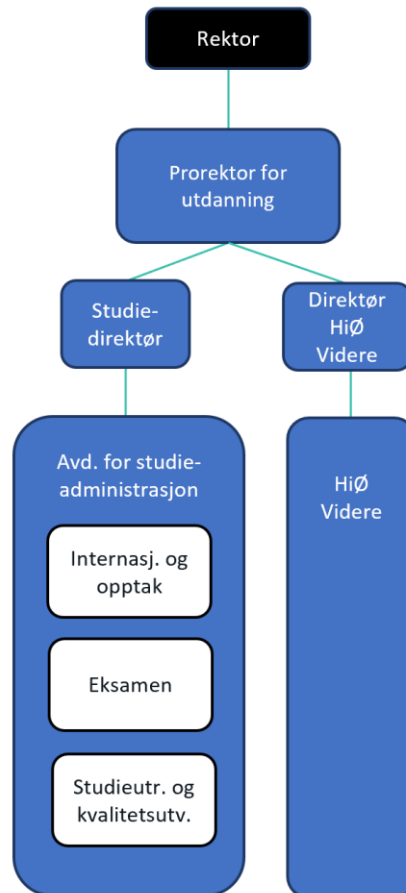 Rektor
Prorektor for
utdanning
Studie-
direktør
Direktør
HiØ
Videre
Avd. for studie-
administrasjon
Internasj. og
opptak
Eksamen
Studieutr. og
kvalitetsutv.
HiØ
Videre